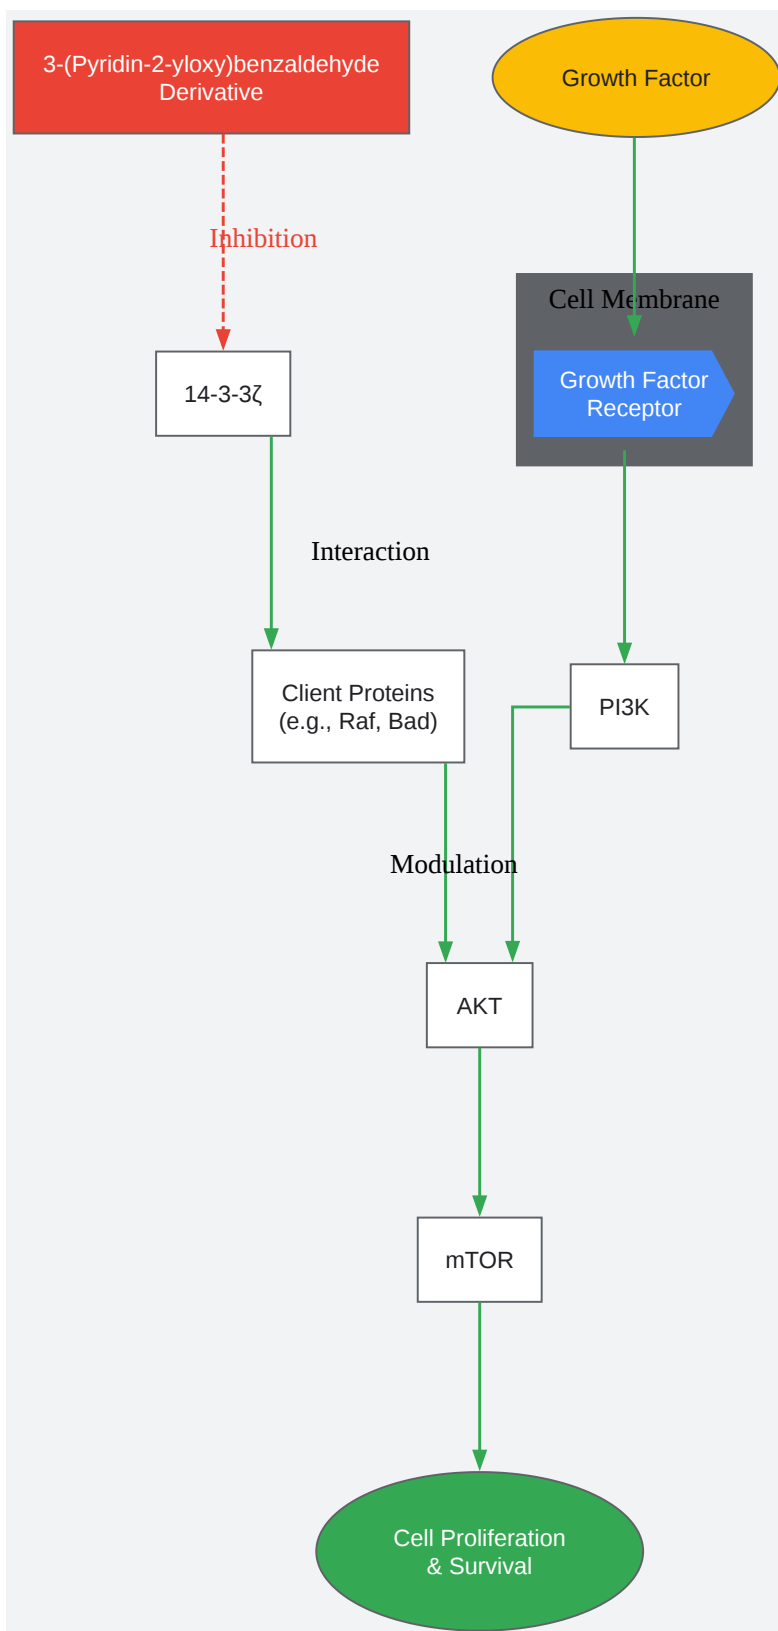 3-(Pyridin-2-yloxy)benzaldehyde
Derivative
Growth Factor
Inhibition
Cell Membrane
Growth Factor
Receptor
14-3-3ζ
Interaction
Client Proteins
(e.g., Raf, Bad)
PI3K
Modulation
AKT
mTOR
Cell Proliferation
& Survival